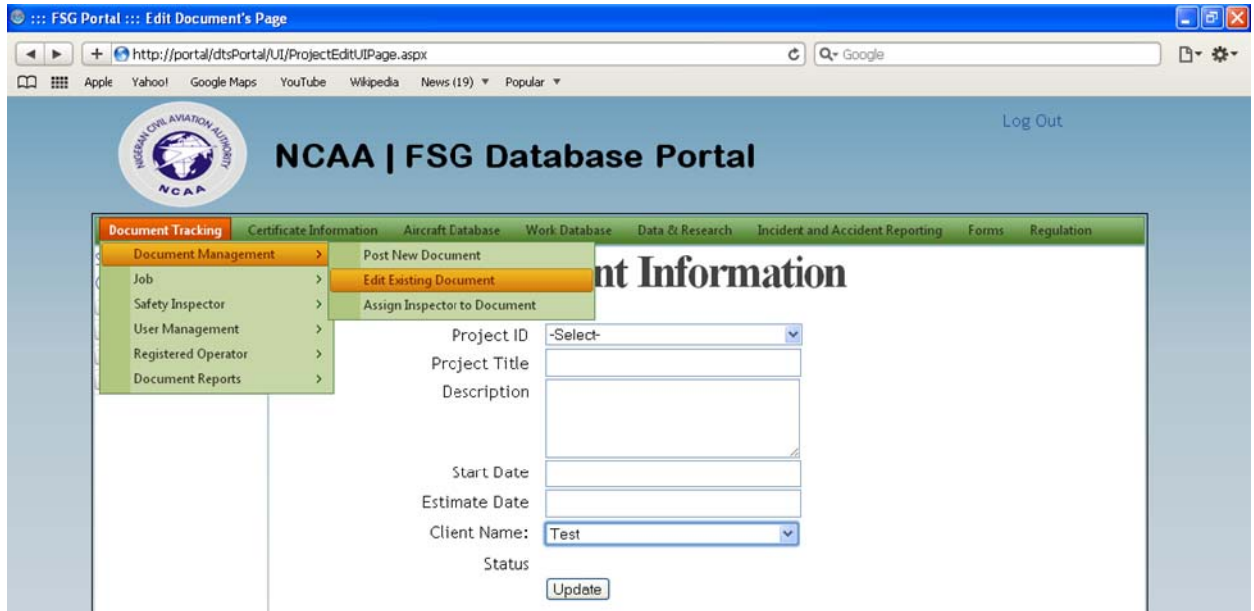 ::: FSG Portal ::: Edit Document's Page
http://portal/dtsPortal/UI/ProjectEditUIPage.aspx
Google
Apple Yahoo! Google Maps YouTube Wikipedia News (19) Popular
NIGERIAN CIVIL AVIATION AUTHORITY
NCAA
NCAA | FSG Database Portal
Log Out
Document Tracking Certificate Information Aircraft Database Work Database Data & Research Incident and Accident Reporting Forms Regulation
Document Management > Post New Document
Job > Edit Existing Document
Safety Inspector > Assign Inspector to Document
User Management >
Registered Operator >
Document Reports >
nt Information
Project ID -Select-
Project Title
Description
Start Date
Estimate Date
Client Name: Test
Status
Update